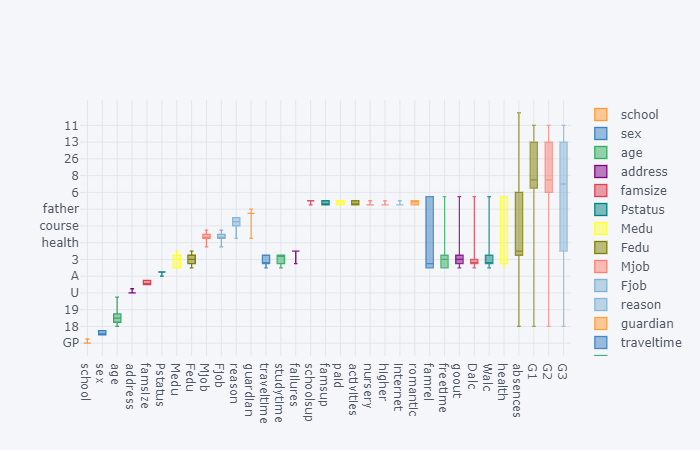 11
13
26
8
6
father
course
health
3
A
U
19
18
GP
school
sex
age
address
famsize
Pstatus
Medu
Fedu
Mjob
Fjob
reason
guardian
traveltime
studytime
failures
schoolsup
famsup
paid
activities
nursery
higher
internet
romantic
famrel
freetime
goout
Dalc
Walc
health
absences
G1
G2
G3
school
sex
age
address
famsize
Pstatus
Medu
Fedu
Mjob
Fjob
reason
guardian
traveltime